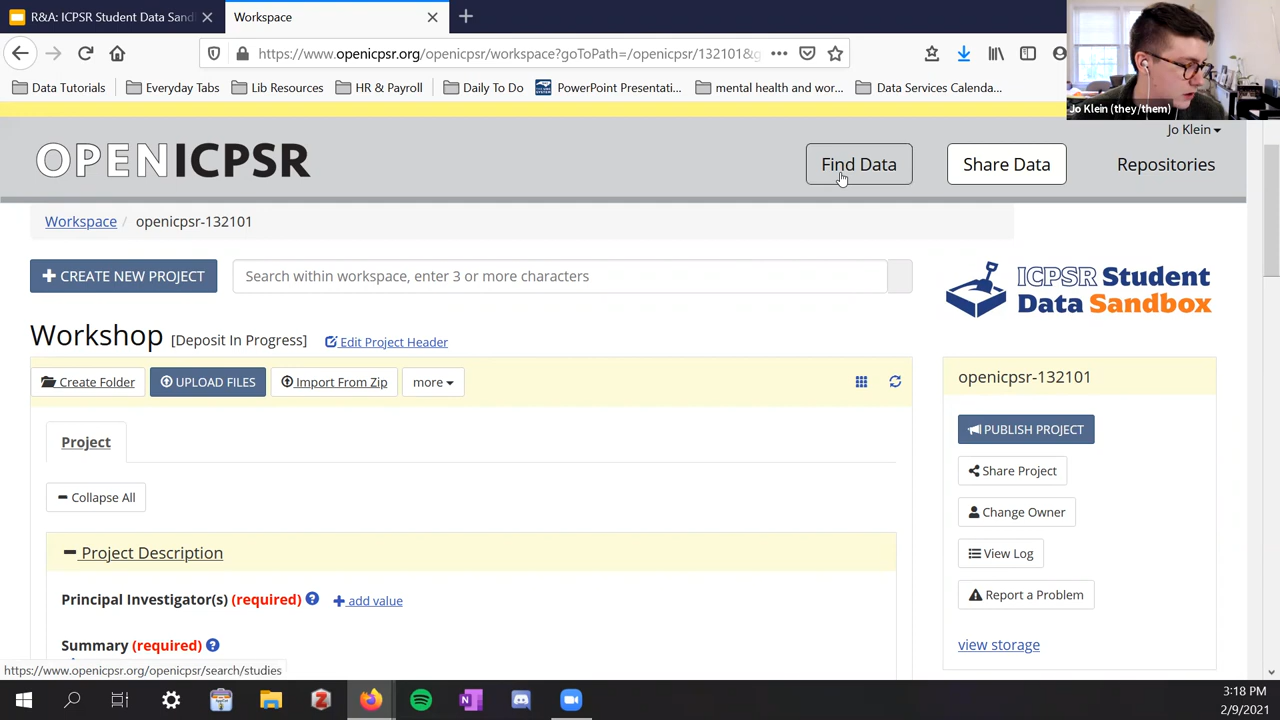 R&A: ICPSR Student Data Sand
Workspace
https://www.openicpsr.org/openicpsr/workspace?goToPath=/openicpsr/132101&
Data Tutorials
Everyday Tabs
Lib Resources
HR & Payroll
Daily To Do
PowerPoint Presentati...
mental health and wor...
Data Services Calenda...
Jo Klein (they/them)
Jo Klein
OPENICPSR
Find Data
Share Data
Repositories
Workspace / openicpsr-132101
CREATE NEW PROJECT
Search within workspace, enter 3 or more characters
ICPSR Student
Data Sandbox
Workshop [Deposit In Progress] Edit Project Header
Create Folder
UPLOAD FILES
Import From Zip
more
openicpsr-132101
PUBLISH PROJECT
Project
Share Project
Collapse All
Change Owner
Project Description
View Log
Principal Investigator(s) (required) ? add value
Report a Problem
Summary (required) ?
view storage
https://www.openicpsr.org/openicpsr/search/studies
3:18 PM
2/9/2021